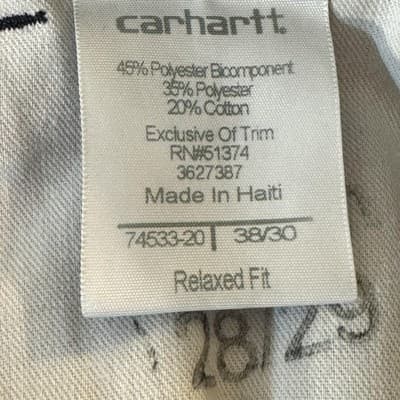 carhartt.
45% Polyester Bicomponent
35% Polyester
20% Cotton
Exclusive Of Trim
RN#51374
3627387
Made In Haiti
74533-20 | 38/30
Relaxed Fit
28/29